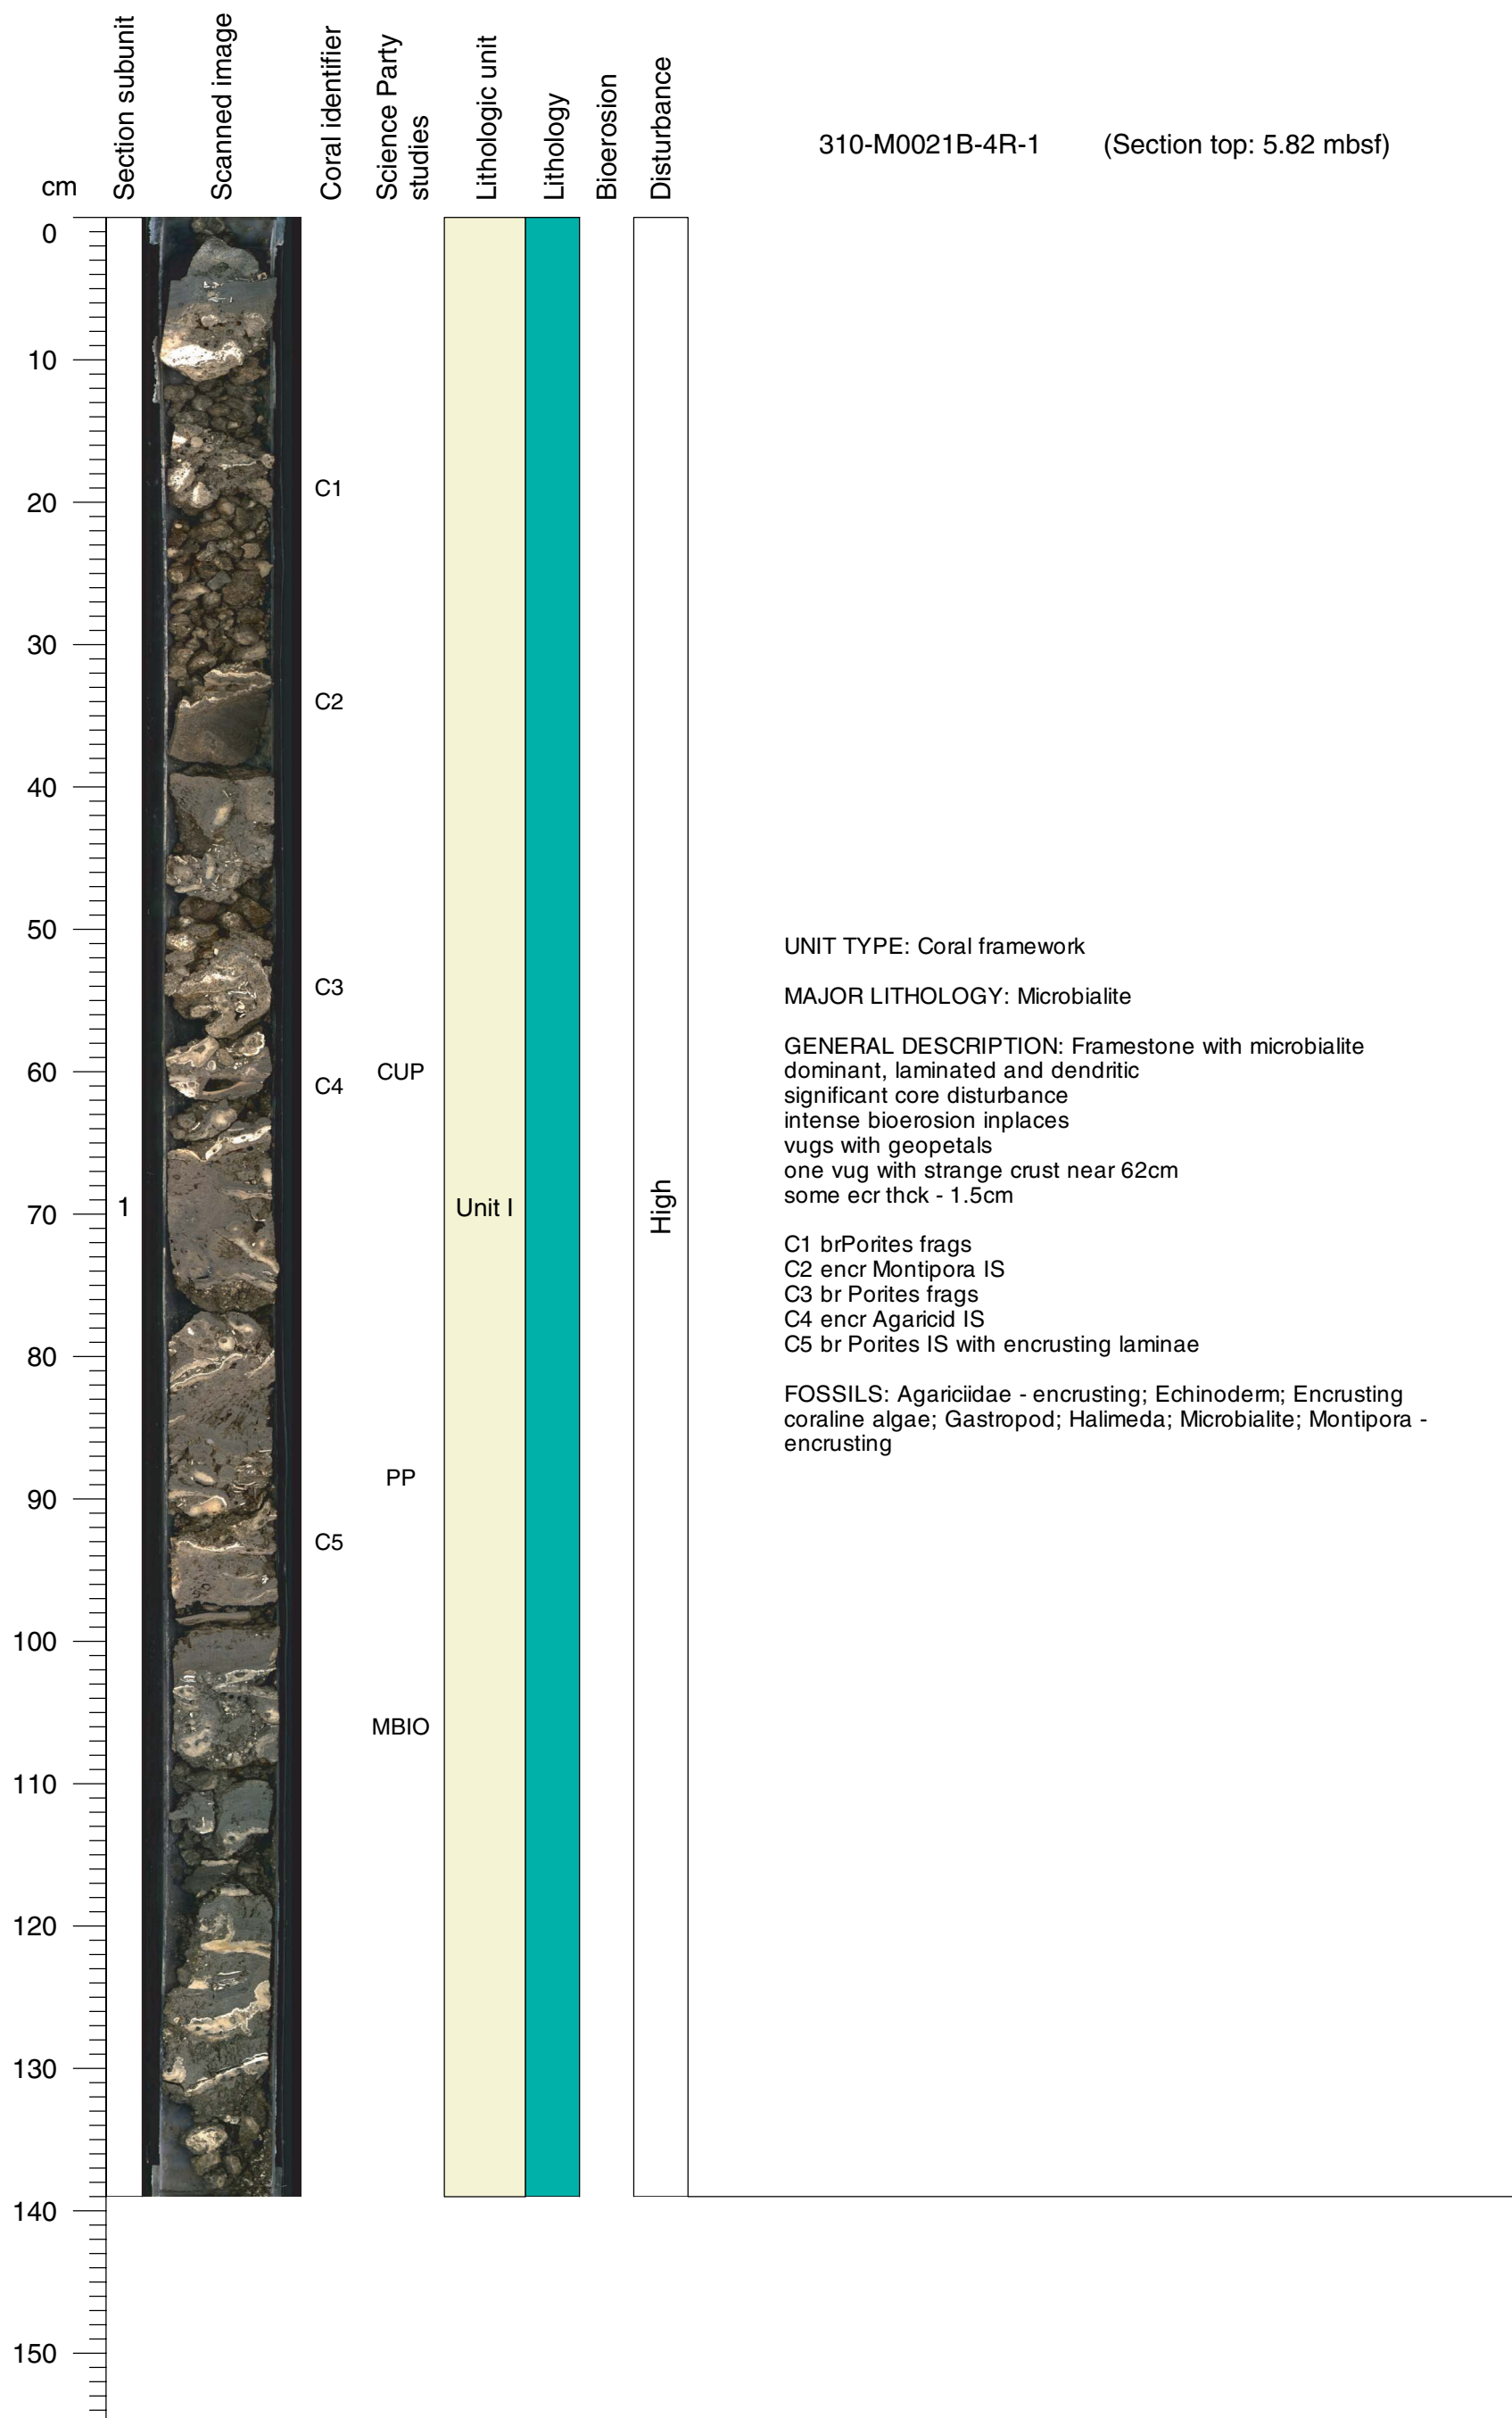 cm
Section subunit
Scanned image
Coral identifier
Science Party
studies
Lithologic unit
Lithology
Bioerosion
Disturbance
310-M0021B-4R-1 (Section top: 5.82 mbsf)
0
10
20
30
40
50
60
70
80
90
100
110
120
130
140
150
1
C1
C2
C3
C4
C5
CUP
PP
MBIO
Unit I
High
UNIT TYPE: Coral framework
MAJOR LITHOLOGY: Microbialite
GENERAL DESCRIPTION: Framestone with microbialite
dominant, laminated and dendritic
significant core disturbance
intense bioerosion inplaces
vugs with geopetals
one vug with strange crust near 62cm
some ecr thck - 1.5cm
C1 brPorites frags
C2 encr Montipora IS
C3 br Porites frags
C4 encr Agaricid IS
C5 br Porites IS with encrusting laminae
FOSSILS: Agariciidae - encrusting; Echinoderm; Encrusting
coraline algae; Gastropod; Halimeda; Microbialite; Montipora -
encrusting